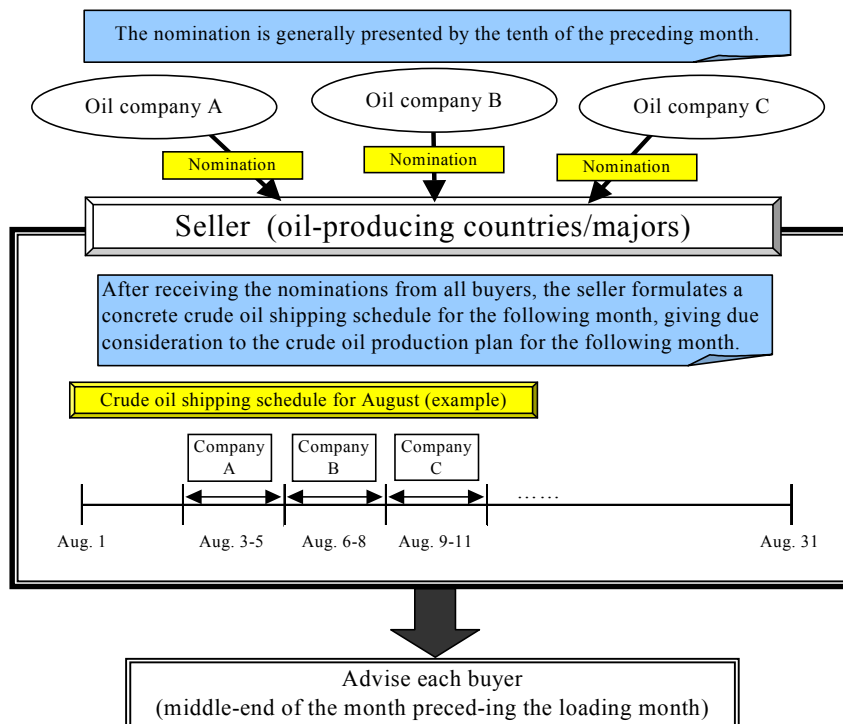 The nomination is generally presented by the tenth of the preceding month.
Oil company A
Oil company B
Oil company C
Nomination
Nomination
Nomination
Seller (oil-producing countries/majors)
After receiving the nominations from all buyers, the seller formulates a
concrete crude oil shipping schedule for the following month, giving due
consideration to the crude oil production plan for the following month.
Crude oil shipping schedule for August (example)
Company
A
Company
B
Company
C
……
Aug. 1
Aug. 3-5
Aug. 6-8
Aug. 9-11
Aug. 31
Advise each buyer
(middle-end of the month preced-ing the loading month)